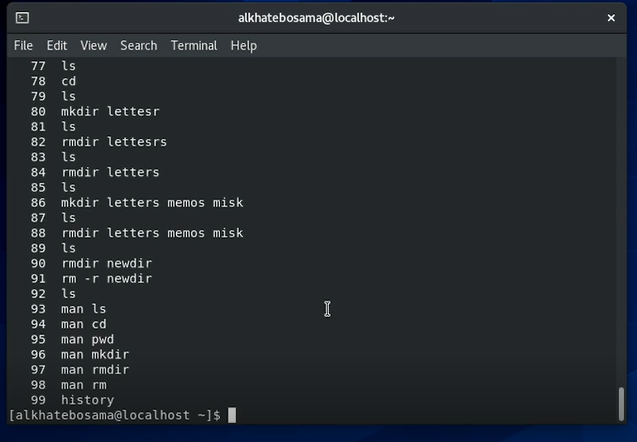 alkhatebosama@localhost:~
File Edit View Search Terminal Help
77 ls
78 cd
79 ls
80 mkdir lettesr
81 ls
82 rmdir lettesrs
83 ls
84 rmdir letters
85 ls
86 mkdir letters memos misk
87 ls
88 rmdir letters memos misk
89 ls
90 rmdir newdir
91 rm -r newdir
92 ls
93 man ls
94 man cd
95 man pwd
96 man mkdir
97 man rmdir
98 man rm
99 history
[alkhatebosama@localhost ~]$